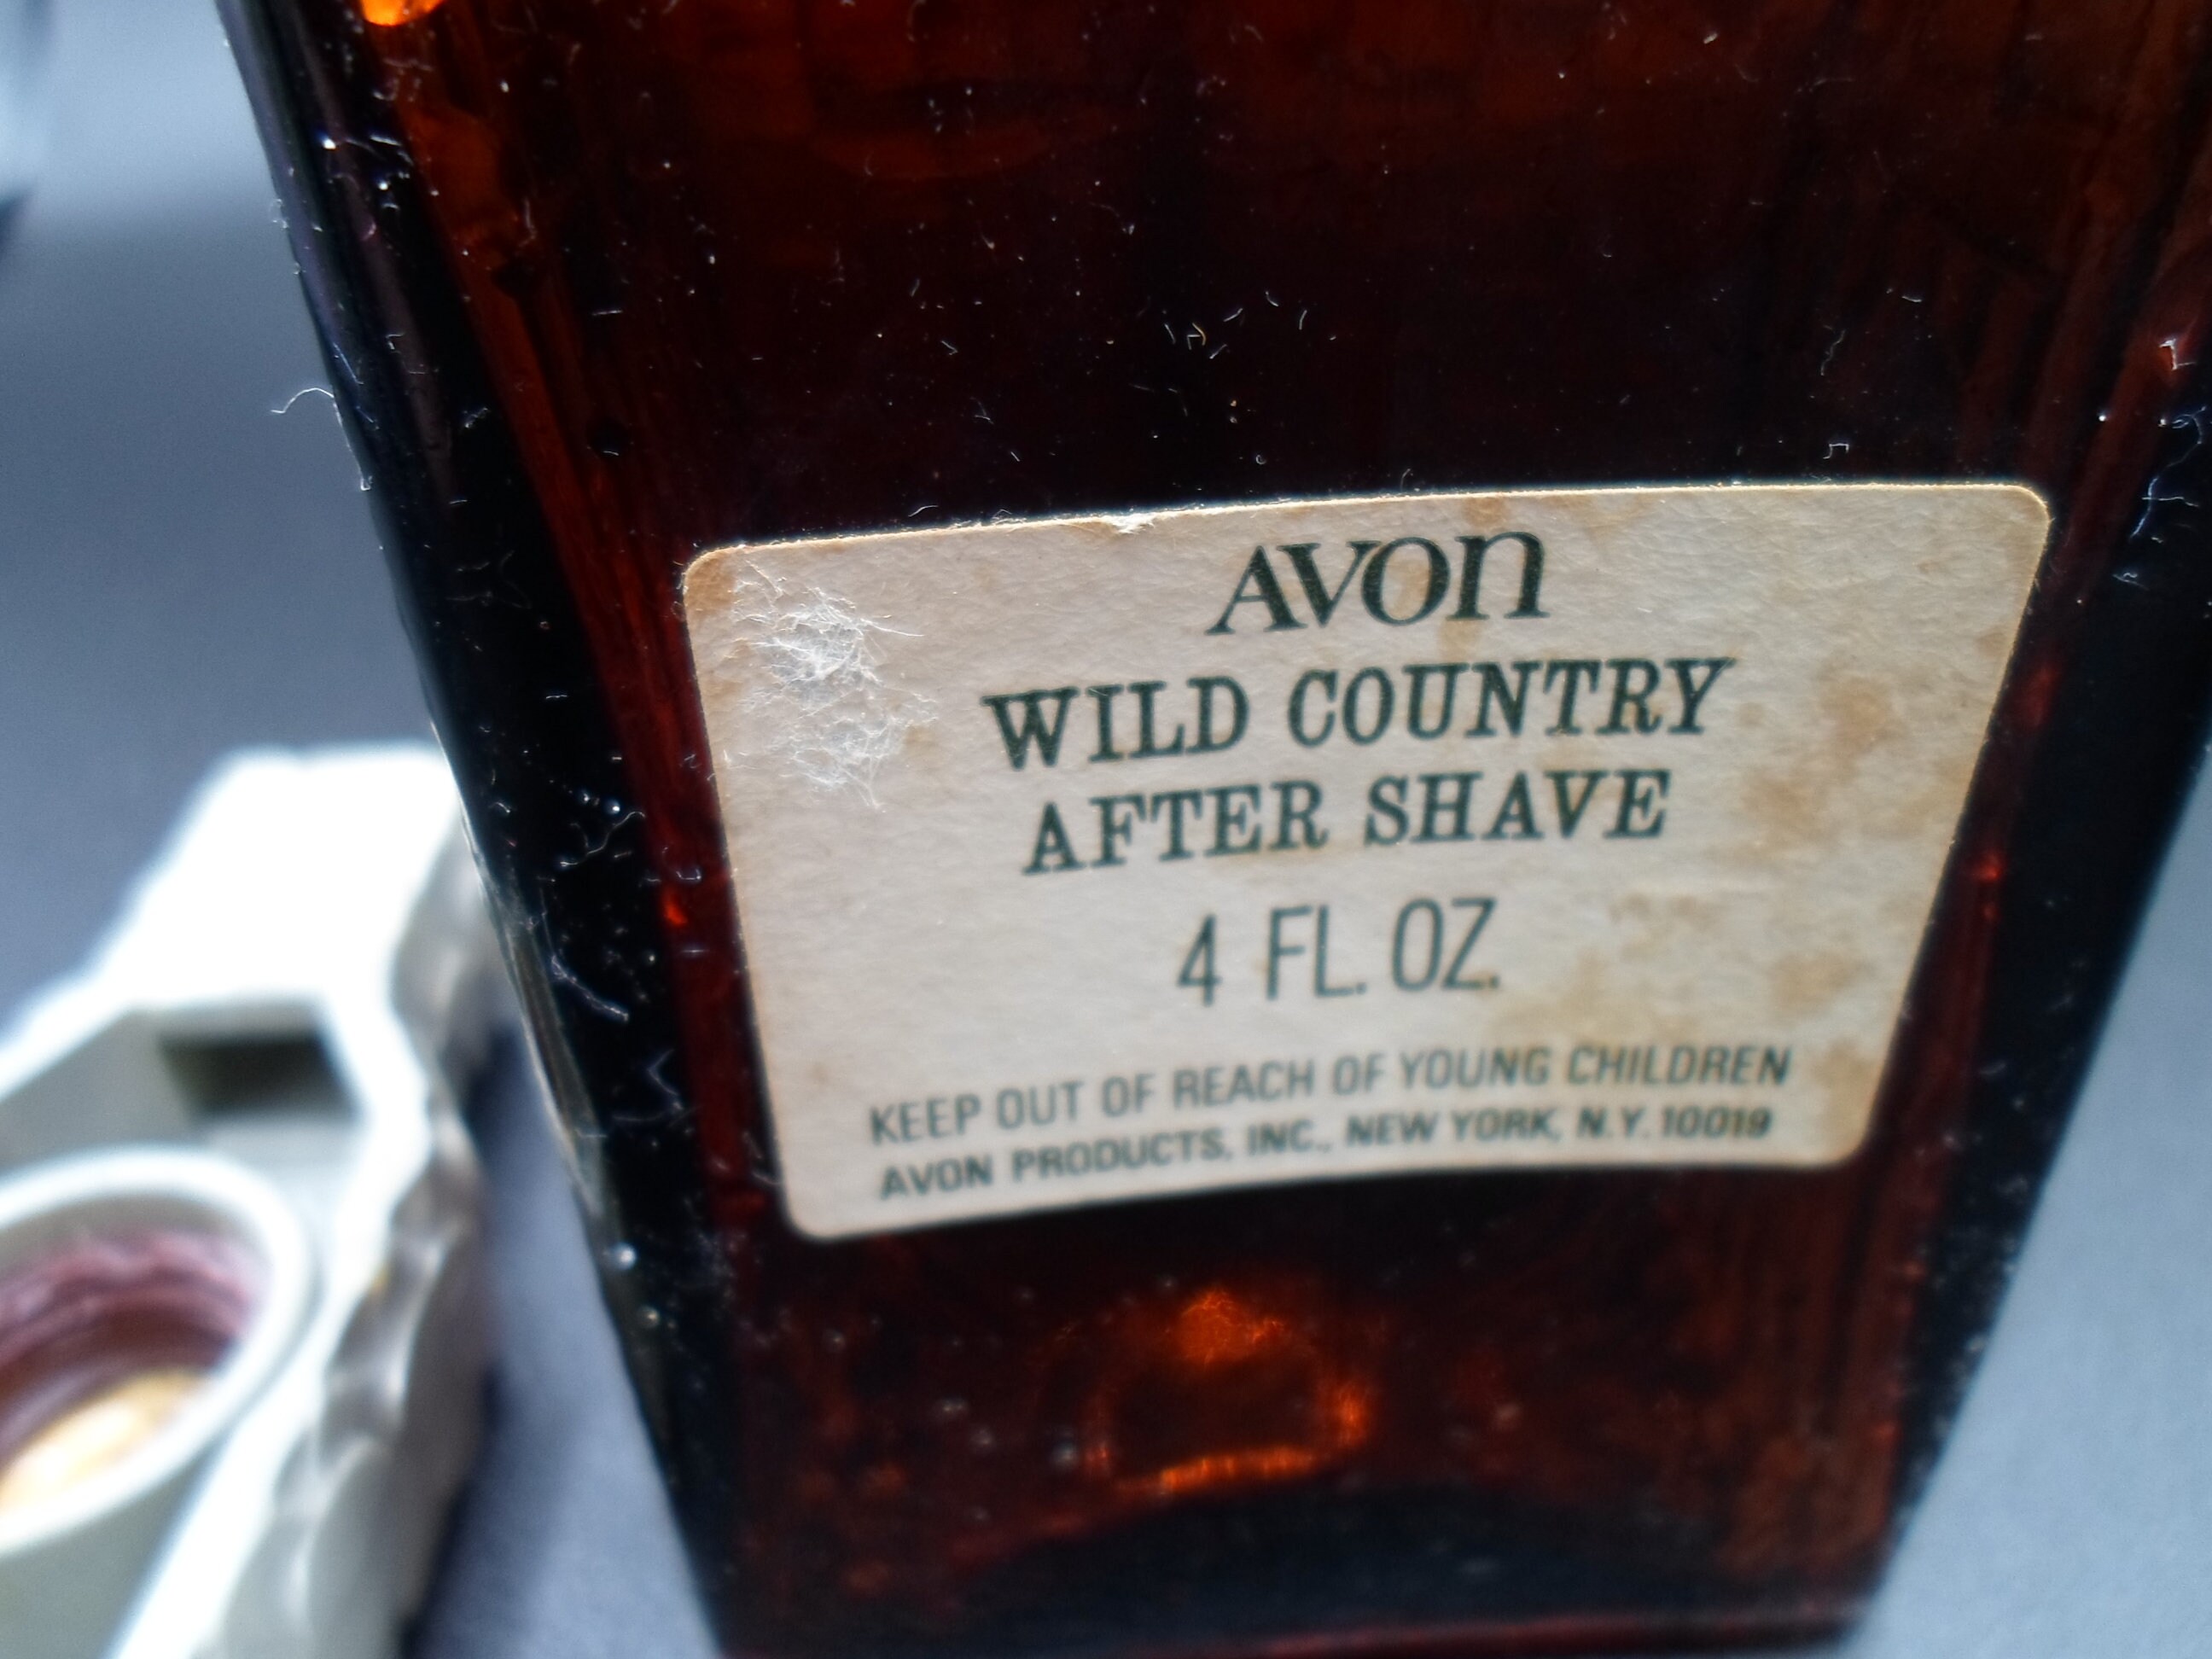 AVON
WILD COUNTRY
AFTER SHAVE
4 FL. OZ.
KEEP OUT OF REACH OF YOUNG CHILDREN
AVON PRODUCTS, INC., NEW YORK, N.Y. 10019